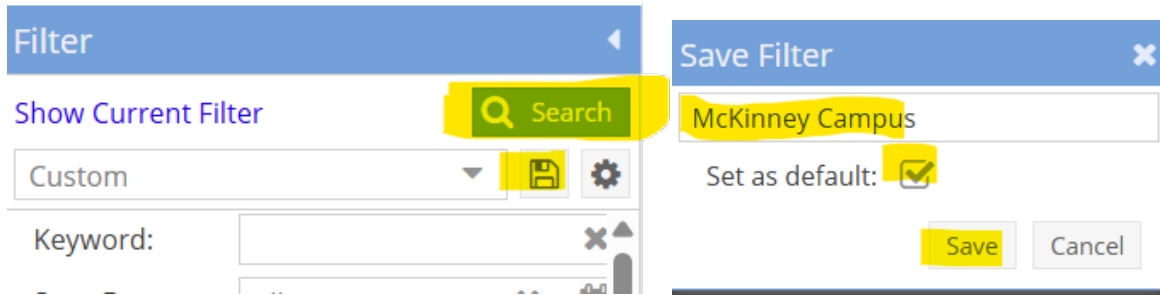 Filter
Show Current Filter
Search
Custom
Keyword:
Save Filter
McKinney Campus
Set as default:
Save
Cancel